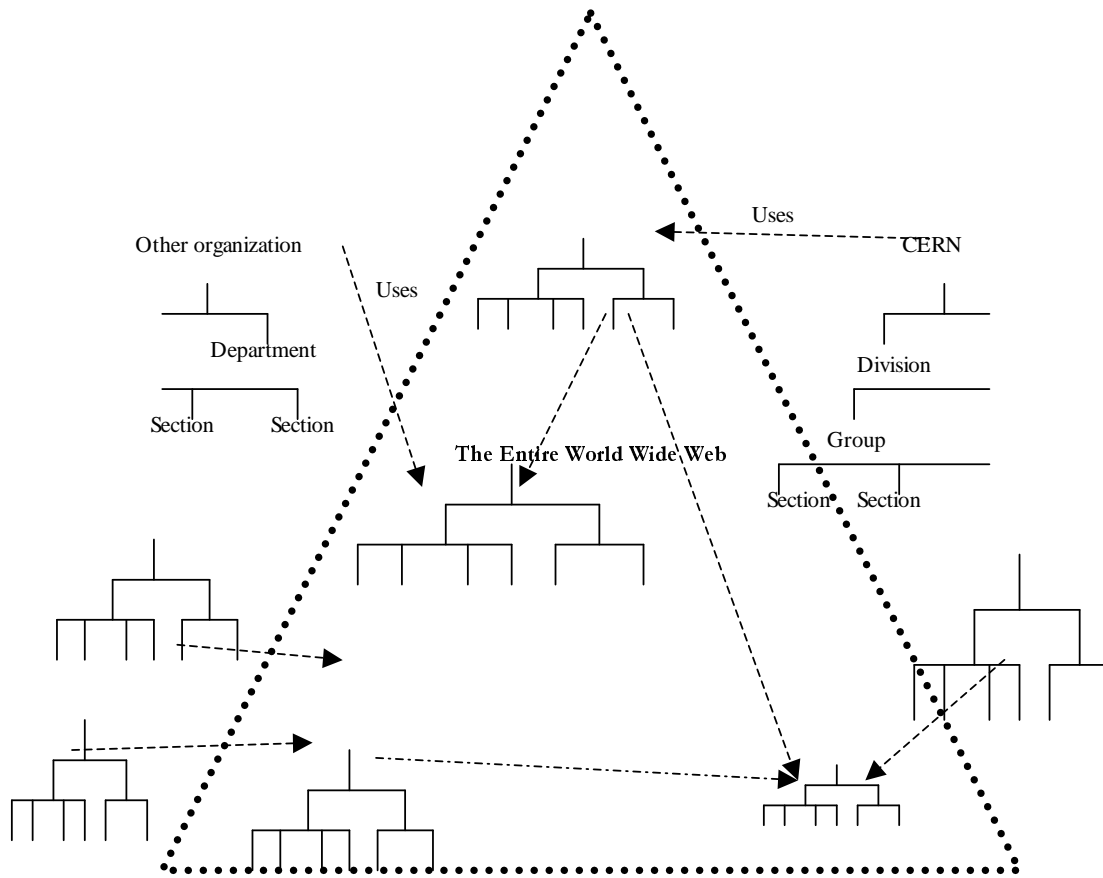 Uses
Other organization
CERN
Uses
Department
Division
Section Section
Group
The Entire World Wide Web
Section Section